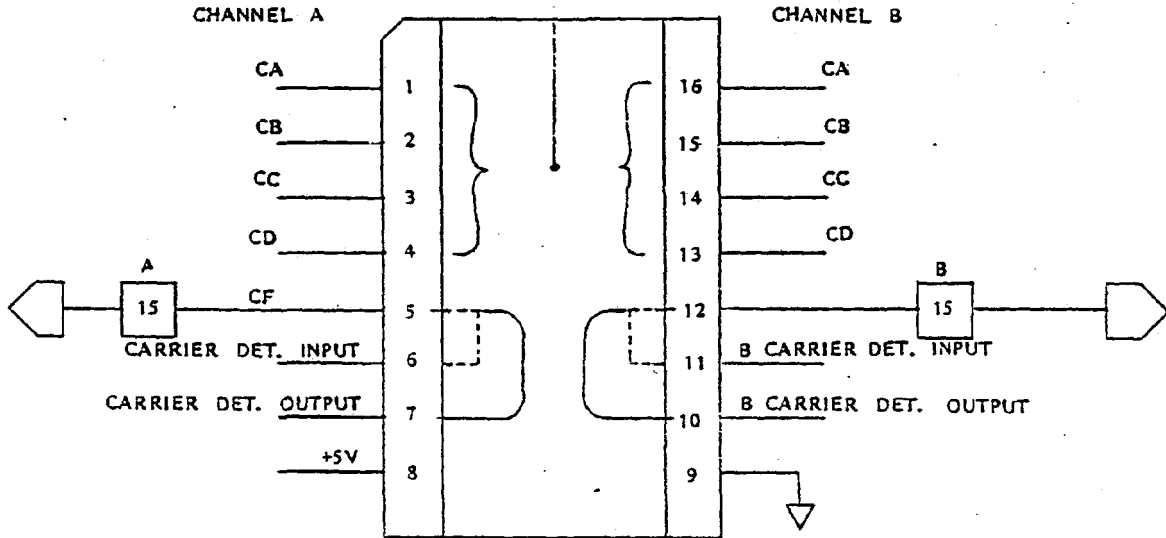 CHANNEL A
CHANNEL B
CA 1 16 CA
CB 2 15 CB
CC 3 14 CC
CD 4 13 CD
A
B
15 CF 5 12 15
CARRIER DET. INPUT 6 11 B CARRIER DET. INPUT
CARRIER DET. OUTPUT 7 10 B CARRIER DET. OUTPUT
+5V 8 9